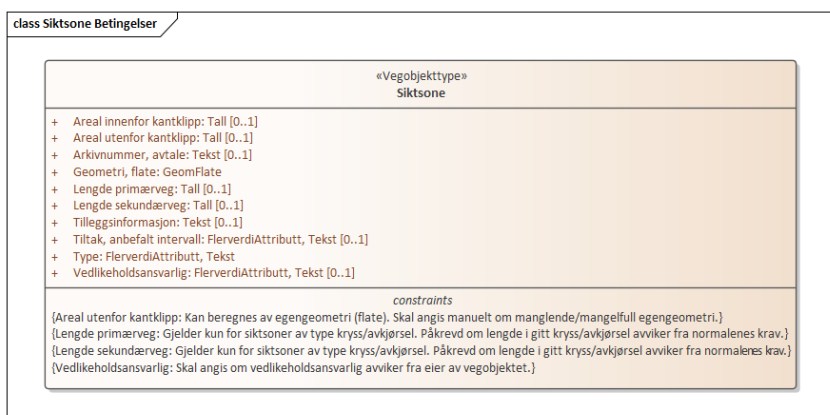 class Siktsone Betingelser
«Vegobjekttype»
Siktsone
+ Areal innenfor kantklipp: Tall [0..1]
+ Areal utenfor kantklipp: Tall [0..1]
+ Arkivnummer, avtale: Tekst [0..1]
+ Geometri, flate: GeomFlate
+ Lengde primærveg: Tall [0..1]
+ Lengde sekundærveg: Tall [0..1]
+ Tilleggsinformasjon: Tekst [0..1]
+ Tiltak, anbefalt intervall: FlerverdiAttributt, Tekst [0..1]
+ Type: FlerverdiAttributt, Tekst
+ Vedlikeholdsansvarlig: FlerverdiAttributt, Tekst [0..1]
constraints
{Areal utenfor kantklipp: Kan beregnes av egengeometri (flate). Skal angis manuelt om manglende/mangelfull egengeometri.}
{Lengde primærveg: Gjelder kun for siktsoner av type kryss/avkjørsel. Påkrevd om lengde i gitt kryss/avkjørsel avviker fra normalenes krav.}
{Lengde sekundærveg: Gjelder kun for siktsoner av type kryss/avkjørsel. Påkrevd om lengde i gitt kryss/avkjørsel avviker fra normalenes krav.}
{Vedlikeholdsansvarlig: Skal angis om vedlikeholdsansvarlig avviker fra eier av vegobjektet.}